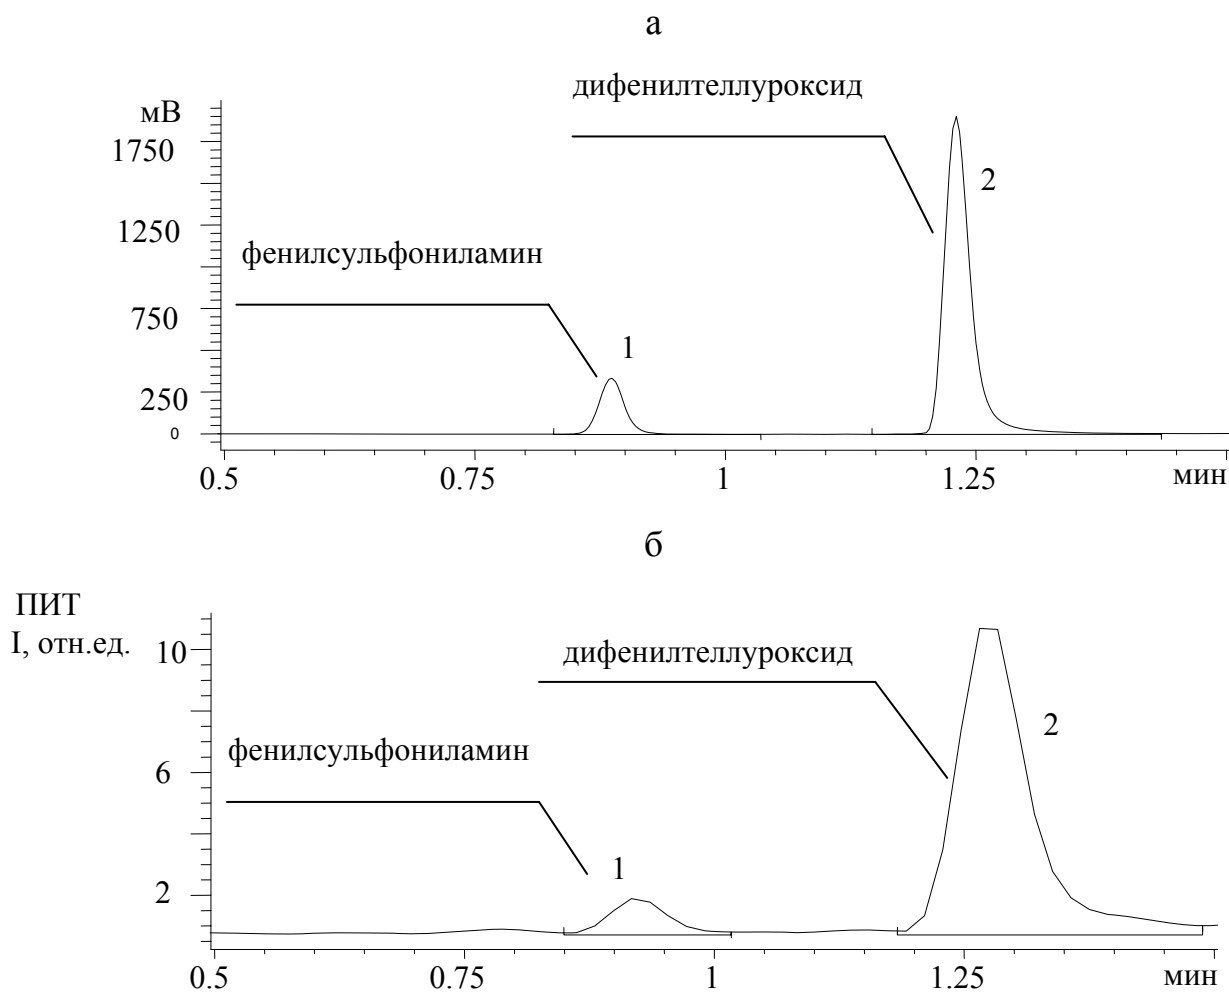 а
дифенилтеллуроксид
мВ
1750
2
1250
фенилсульфониламин
750
1
250
0
0.5
0.75
1
1.25
мин
б
ПИТ
I, отн.ед.
10
дифенилтеллуроксид
2
фенилсульфониламин
6
1
2
0.5
0.75
1
1.25
мин